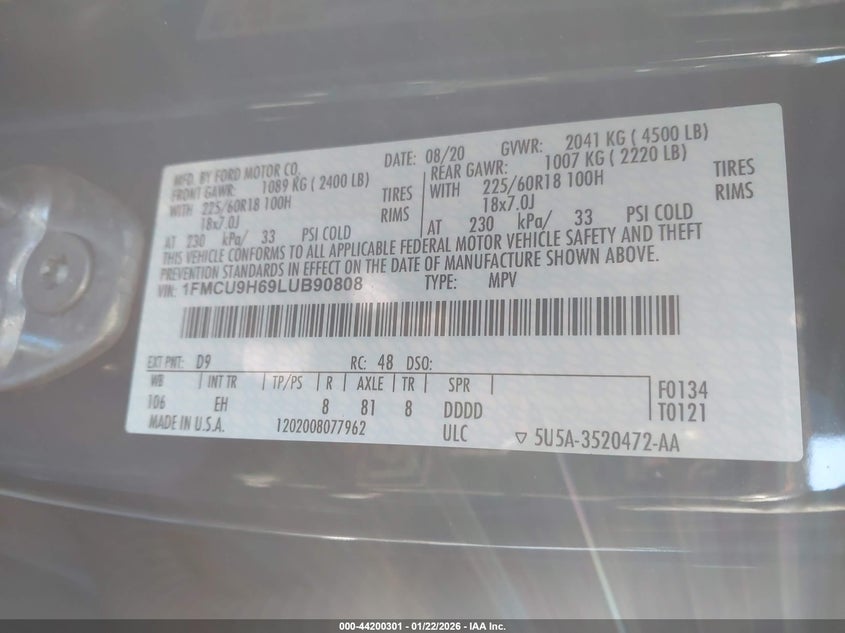 MFD. BY FORD MOTOR CO.
DATE: 08/20 GVWR: 2041 KG ( 4500 LB)
FRONT GAWR: 1089 KG ( 2400 LB)
REAR GAWR: 1007 KG ( 2220 LB)
WITH 225/60R18 100H TIRES
WITH 225/60R18 100H TIRES
18x7.0J RIMS
18x7.0J RIMS
AT 230 kPa/ 33 PSI COLD
AT 230 kPa/ 33 PSI COLD
THIS VEHICLE CONFORMS TO ALL APPLICABLE FEDERAL MOTOR VEHICLE SAFETY AND THEFT
PREVENTION STANDARDS IN EFFECT ON THE DATE OF MANUFACTURE SHOWN ABOVE.
VIN: 1FMCU9H69LUB90808 TYPE: MPV
EXT PNT: D9 RC: 48 DSO:
WB INT TR TP/PS R AXLE TR SPR F0134
106 EH 8 81 8 DDDD T0121
MADE IN U.S.A. 1202008077962 ULC ▽ 5U5A-3520472-AA
000-44200301 - 01/22/2026 - IAA Inc.